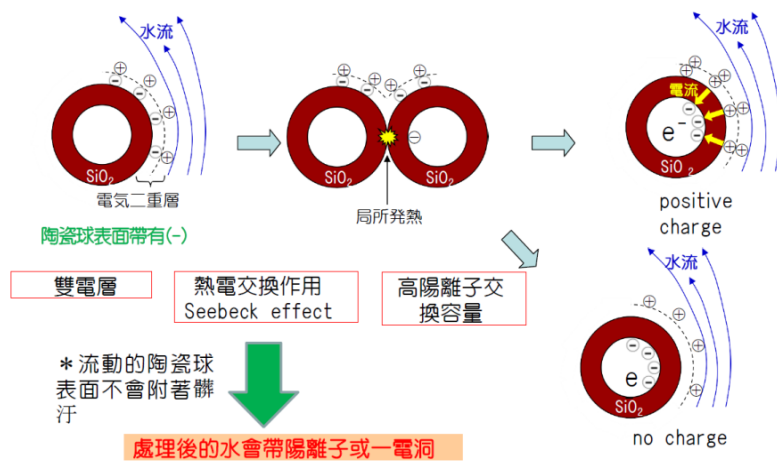 水流
SiO₂
電気二重層
陶瓷球表面帶有(-)
SiO₂
SiO₂
局所発熱
水流
電流
e⁻
SiO₂
positive
charge
雙電層
熱電交換作用
Seebeck effect
高陽離子交
換容量
水流
e
SiO₂
no charge
＊流動的陶瓷球
表面不會附著髒
汙
處理後的水會帶陽離子或一電洞